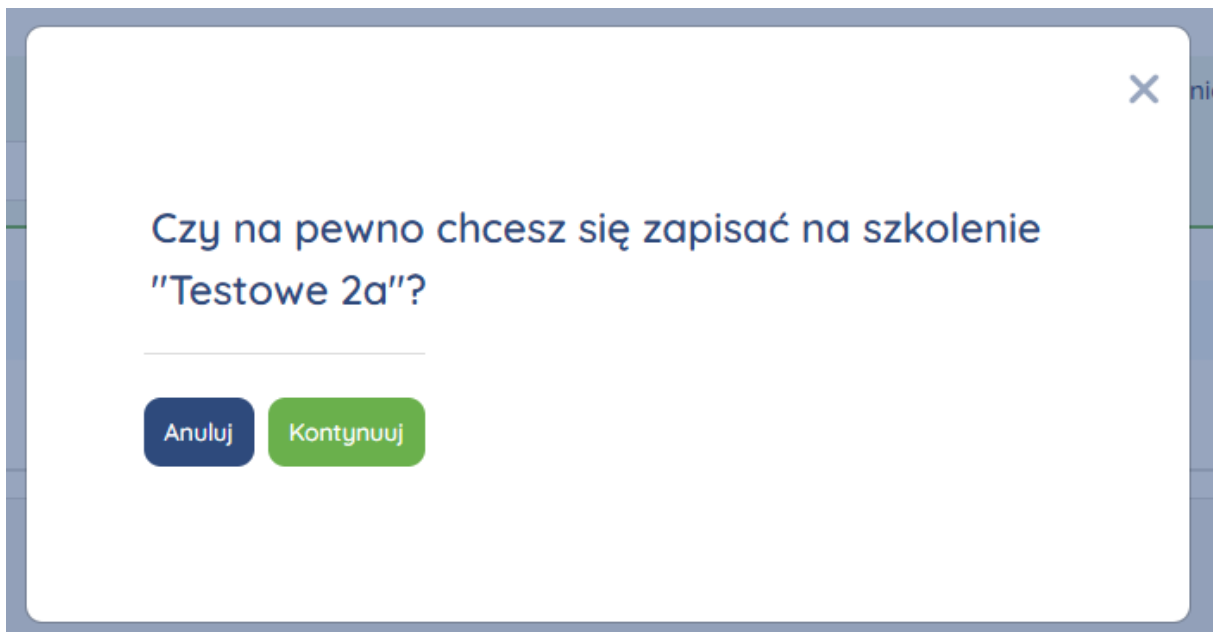 Czy na pewno chcesz się zapisać na szkolenie
"Testowe 2a"?
Anuluj
Kontynuuj